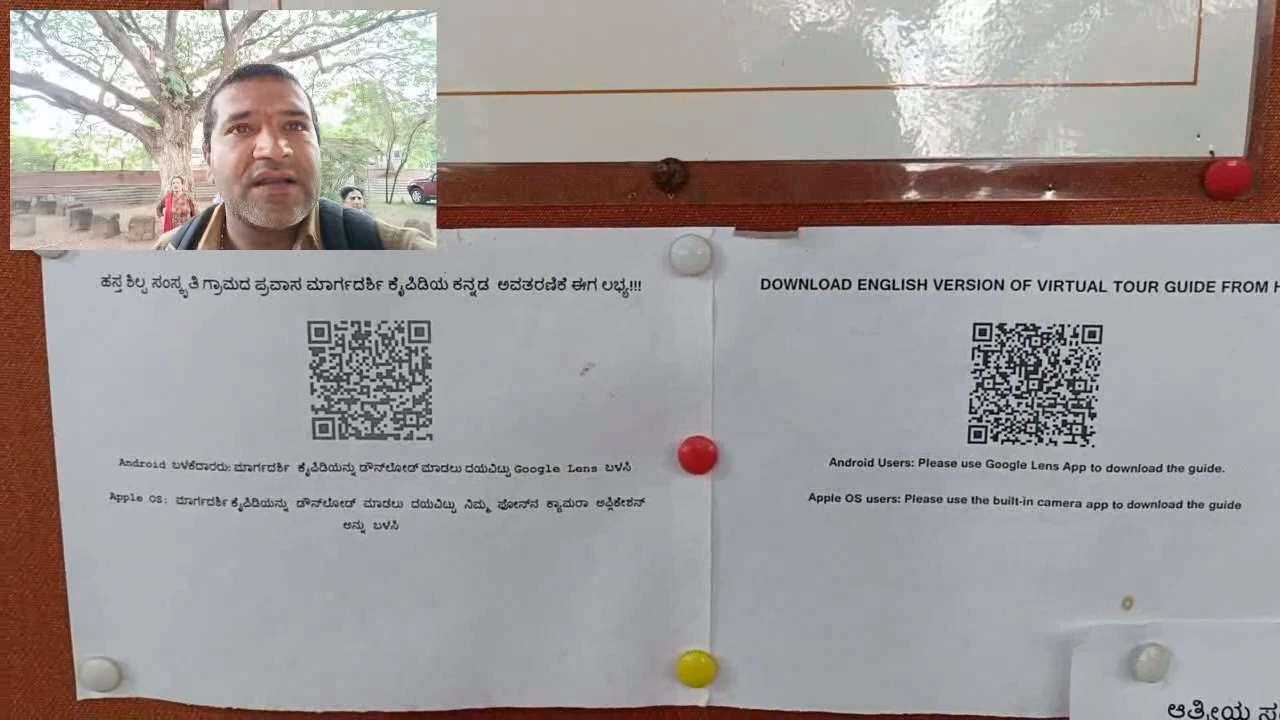 ಹಸ್ತ ಶಿಲ್ಪ ಸಂಸ್ಕೃತಿ ಗ್ರಾಮದ ಪ್ರವಾಸ ಮಾರ್ಗದರ್ಶಿ ಕೈಪಿಡಿಯ ಕನ್ನಡ ಅವತರಣಿಕೆ ಈಗ ಲಭ್ಯ!!!
Android ಬಳಕೆದಾರರು: ಮಾರ್ಗದರ್ಶಿ ಕೈಪಿಡಿಯನ್ನು ಡೌನ್‌ಲೋಡ್ ಮಾಡಲು ದಯವಿಟ್ಟು Google Lens ಬಳಸಿ
Apple OS: ಮಾರ್ಗದರ್ಶಿ ಕೈಪಿಡಿಯನ್ನು ಡೌನ್‌ಲೋಡ್ ಮಾಡಲು ದಯವಿಟ್ಟು ನಿಮ್ಮ ಫೋನ್‌ನ ಕ್ಯಾಮರಾ ಅಪ್ಲಿಕೇಶನ್
ಅನ್ನು ಬಳಸಿ
DOWNLOAD ENGLISH VERSION OF VIRTUAL TOUR GUIDE FROM
Android Users: Please use Google Lens App to download the guide.
Apple OS users: Please use the built-in camera app to download the guide
ಆತ್ಮೀಯ